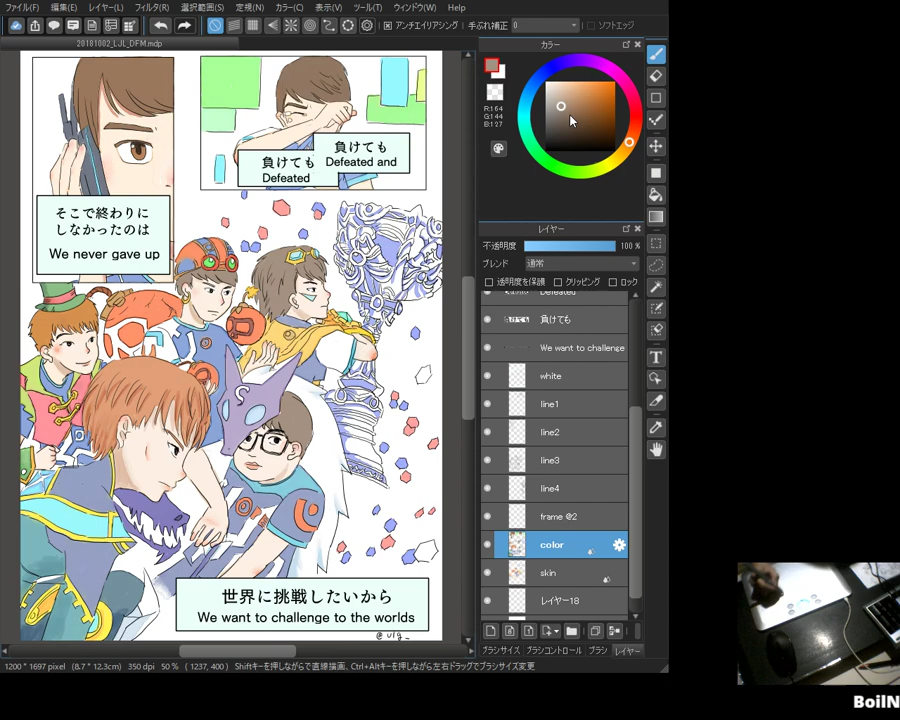 ファイル(F) 編集(E) レイヤー(L) フィルタ(R) 選択範囲(S) 定規(N) カラー(C) 表示(V) ツール(T) ウィンドウ(W) Help
アンチエイリアシング 手ぶれ補正 0 ソフトエッジ
20181002_LJL_DFM.mdp
カラー
R:164
G:144
B:127
負けても
Defeated
負けても
Defeated and
そこで終わりに
しなかったのは
We never gave up
世界に挑戦したいから
We want to challenge to the worlds
@ulg_
レイヤー
不透明度 100 %
ブレンド 通常
透明度を保護 クリッピング ロック
Defeated
負けても
We want to challenge
white
line1
line2
line3
line4
frame @2
color
skin
レイヤー18
ブラシサイズ ブラシコントロール ブラシ レイヤー
1200 * 1697 pixel (8.7 * 12.3cm) 350 dpi 50 % ( 1237, 400 ) Shiftキーを押しながらで直線描画、Ctrl+Altキーを押しながら左右ドラッグでブラシサイズ変更
BoilN